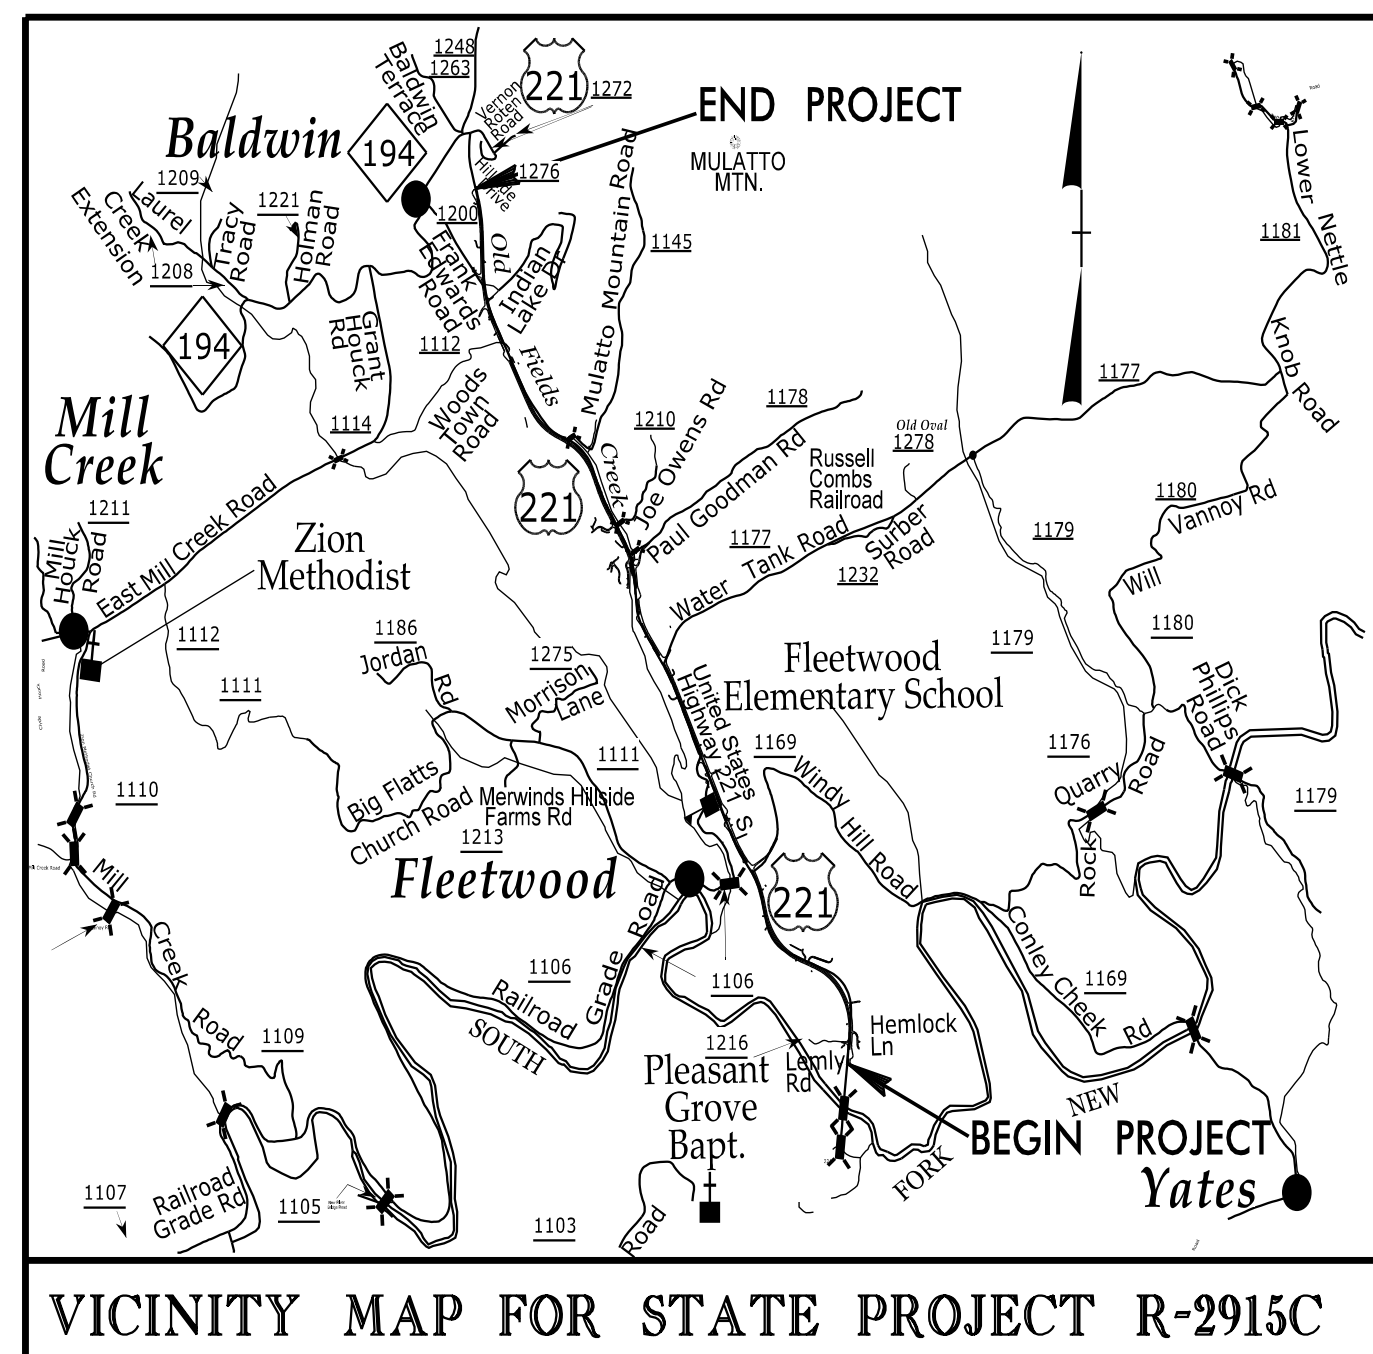 1248
1263
221
1272
Baldwin
Terrace
Vernon
Roten
Road
END PROJECT
MULATTO
MTN.
Baldwin
194
1209
Hillside
Drive
1276
1221
1200
Laurel
Creek
Extension
Tracy
Road
Holman
Road
1208
Frank
Edwards
Road
Old
Indian
Lake Dr
Mulatto Mountain Road
1145
Lower Nettle
1181
Knob Road
194
Grant
Houck
Rd
1112
Fields
1177
Mill
Creek
1114
Woods
Town
Road
1210
1178
Old Oval
1278
Creek
Joe Owens Rd
Paul Goodman Rd
Russell
Combs
Railroad
221
1211
Mill
Houck
Road
East Mill Creek Road
Zion
Methodist
1177
Water Tank Road
Surber
Road
1232
1179
1180
Vannoy Rd
Will
1112
1186
Jordan
Rd
1275
Morrison
Lane
1111
Fleetwood
Elementary School
1179
1180
Dick
Phillips
Road
United States
Highway 221 S.
1169
Windy
Hill Road
1111
1176
Quarry
Road
Rock
1179
1110
Big Flatts
Church Road
Merwinds Hillside
Farms Rd
1213
Fleetwood
221
Mill
Creek
Road
1106
Railroad
Grade Road
1106
Conley Cheek
Rd
1169
SOUTH
1109
1216
Lemly
Rd
Hemlock
Ln
Pleasant
Grove
Bapt.
NEW
BEGIN PROJECT
FORK
Yates
1107
Railroad
Grade Rd
1105
1103
Road
VICINITY MAP FOR STATE PROJECT R-2915C